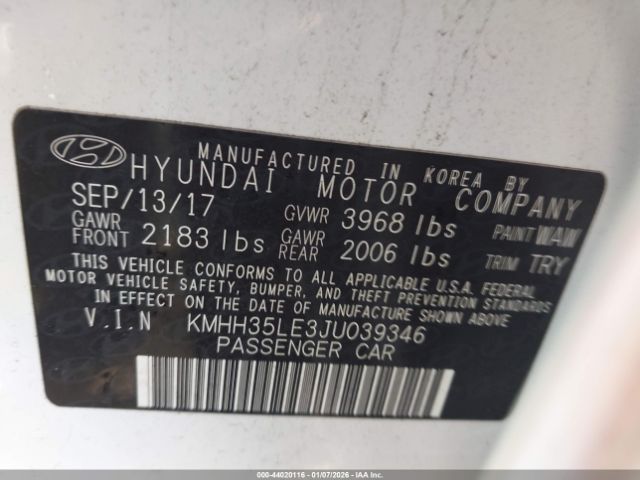 MANUFACTURED IN KOREA BY
HYUNDAI MOTOR COMPANY
SEP/13/17 GVWR 3968 lbs PAINT WAW
GAWR FRONT 2183 lbs GAWR REAR 2006 lbs TRIM TRY
THIS VEHICLE CONFORMS TO ALL APPLICABLE U.S.A. FEDERAL
MOTOR VEHICLE SAFETY, BUMPER, AND THEFT PREVENTION STANDARDS
IN EFFECT ON THE DATE OF MANUFACTURE SHOWN ABOVE.
V.I.N KMHH35LE3JU039346
PASSENGER CAR
000-44020116 | 01/07/2026 | IAAI.COM